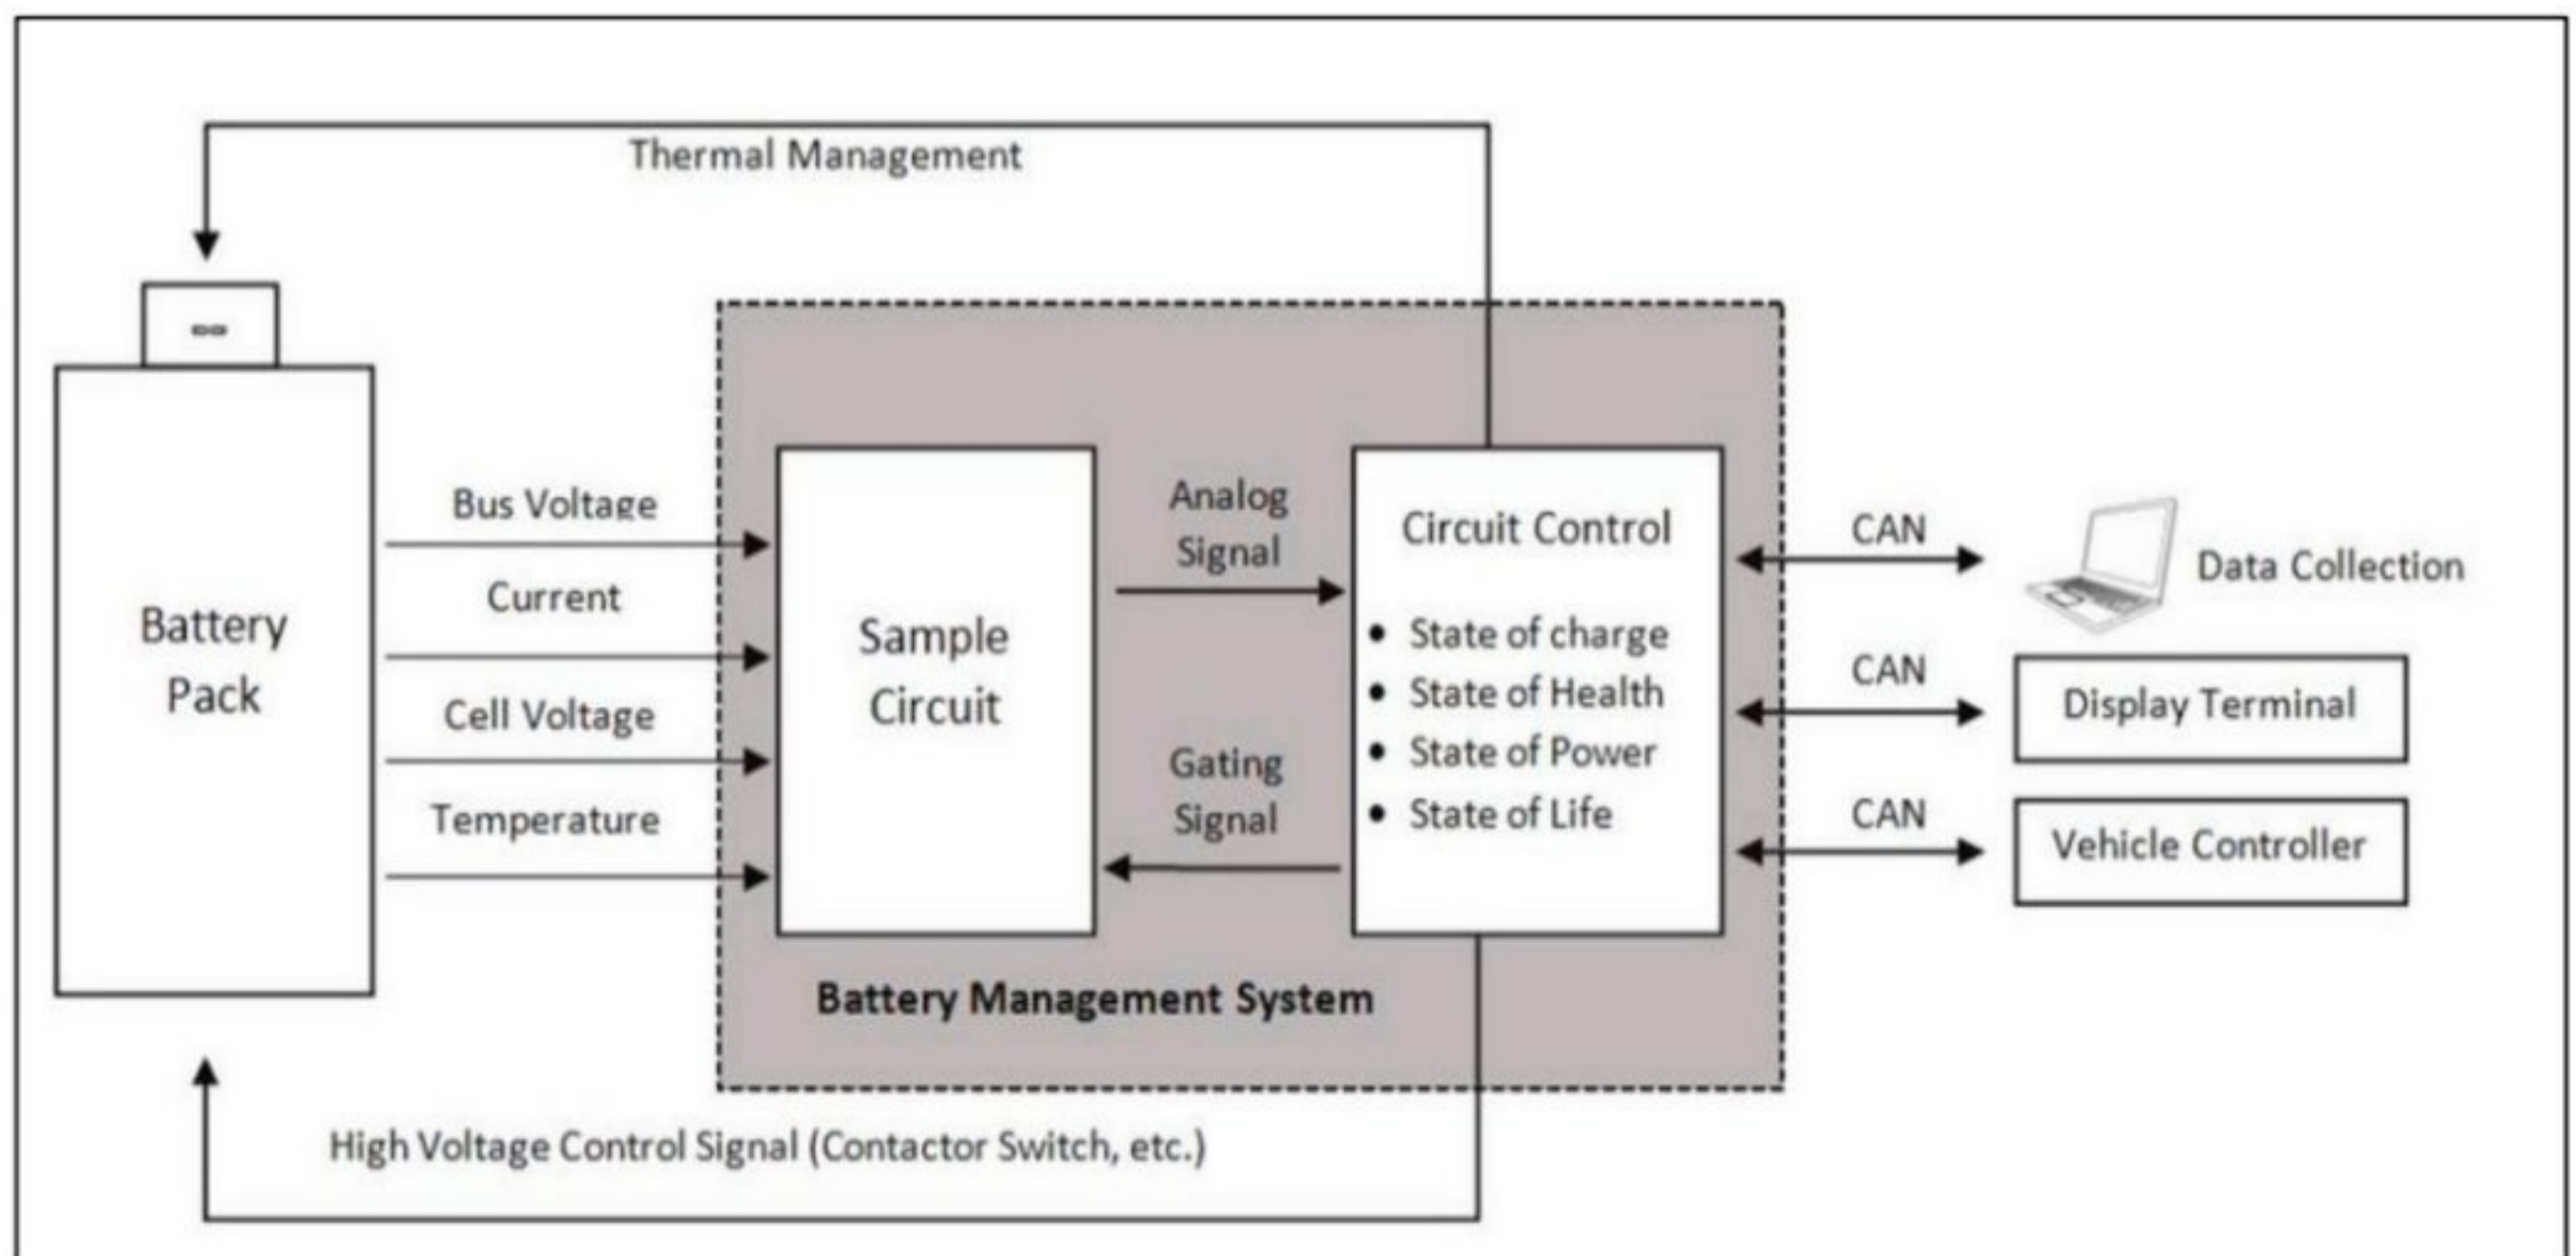 Thermal Management
Battery
Pack
Bus Voltage
Current
Cell Voltage
Temperature
Sample
Circuit
Analog
Signal
Gating
Signal
Circuit Control
• State of charge
• State of Health
• State of Power
• State of Life
Battery Management System
CAN
Data Collection
CAN
Display Terminal
CAN
Vehicle Controller
High Voltage Control Signal (Contactor Switch, etc.)